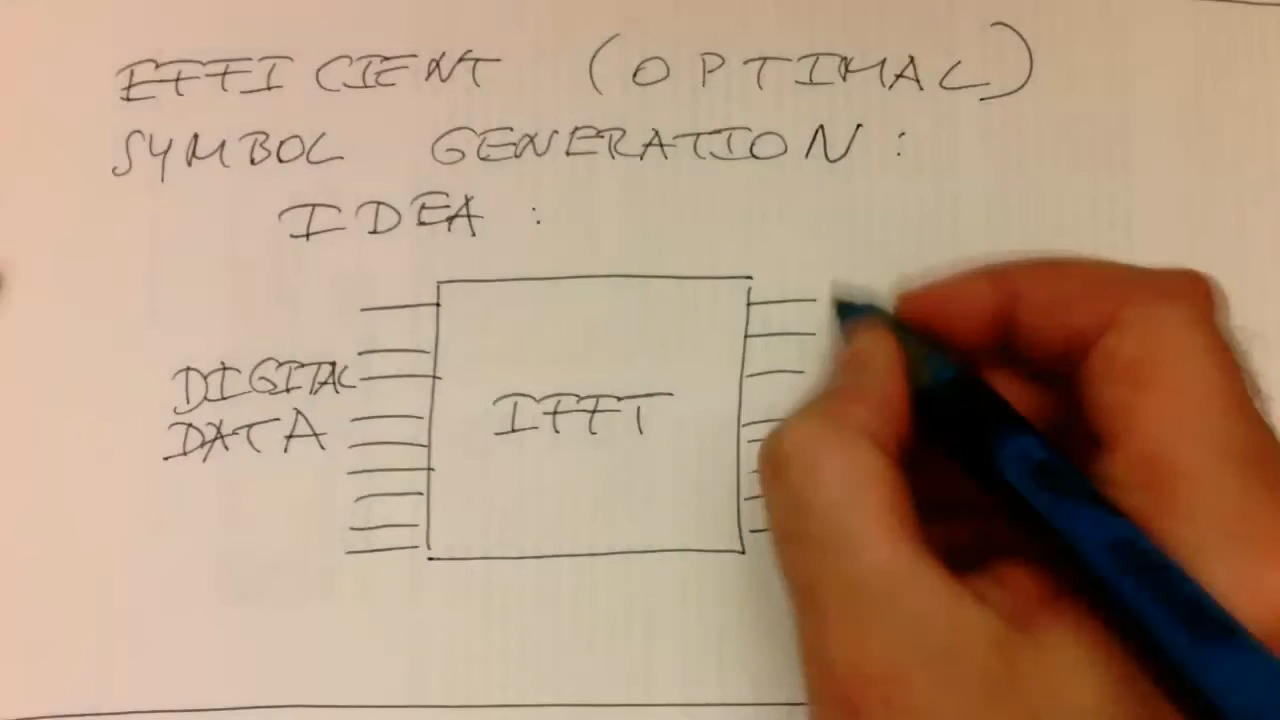 EFFICIENT (OPTIMAL)
SYMBOL GENERATION:
IDEA:
DIGITAL
DATA
IFFT